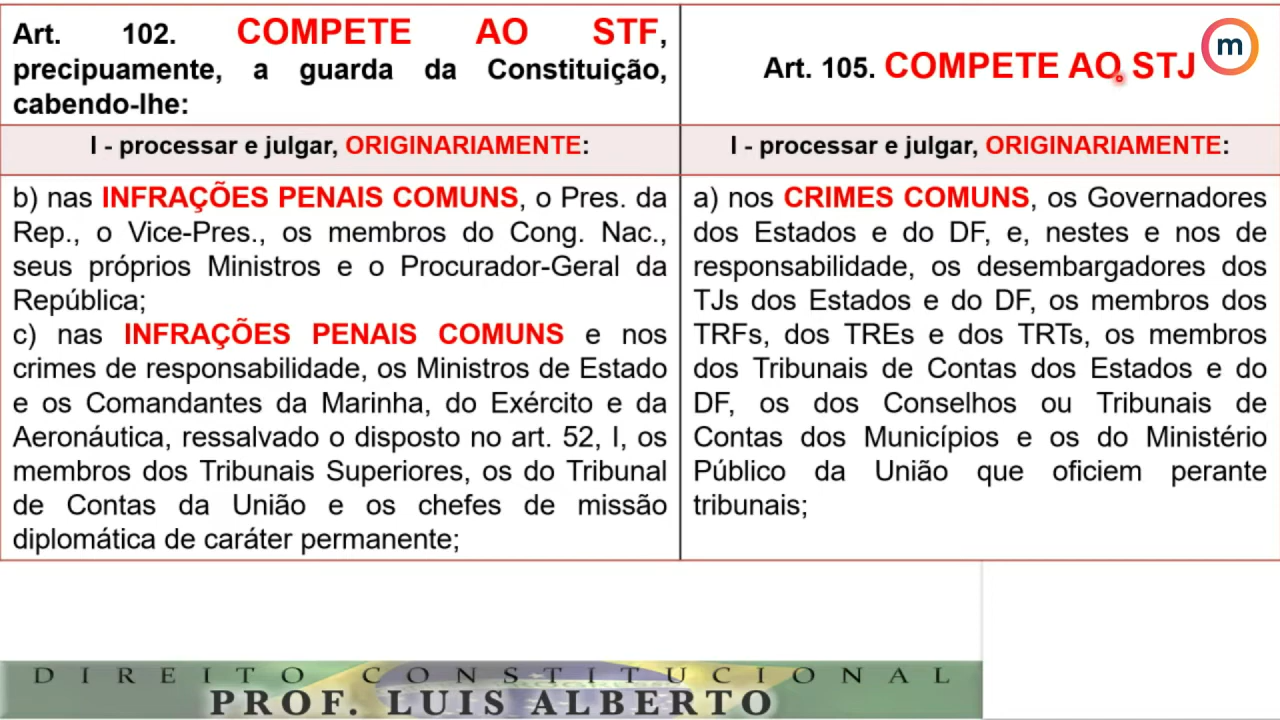 Art. 102. COMPETE AO STF,
precipuamente, a guarda da Constituição,
cabendo-lhe:
Art. 105. COMPETE AO STJ
m
I - processar e julgar, ORIGINARIAMENTE:
I - processar e julgar, ORIGINARIAMENTE:
b) nas INFRAÇÕES PENAIS COMUNS, o Pres. da
Rep., o Vice-Pres., os membros do Cong. Nac.,
seus próprios Ministros e o Procurador-Geral da
República;
c) nas INFRAÇÕES PENAIS COMUNS e nos
crimes de responsabilidade, os Ministros de Estado
e os Comandantes da Marinha, do Exército e da
Aeronáutica, ressalvado o disposto no art. 52, I, os
membros dos Tribunais Superiores, os do Tribunal
de Contas da União e os chefes de missão
diplomática de caráter permanente;
a) nos CRIMES COMUNS, os Governadores
dos Estados e do DF, e, nestes e nos de
responsabilidade, os desembargadores dos
TJs dos Estados e do DF, os membros dos
TRFs, dos TREs e dos TRTs, os membros
dos Tribunais de Contas dos Estados e do
DF, os dos Conselhos ou Tribunais de
Contas dos Municípios e os do Ministério
Público da União que oficiem perante
tribunais;
DIREITO CONSTITUCIONAL
PROF. LUIS ALBERTO